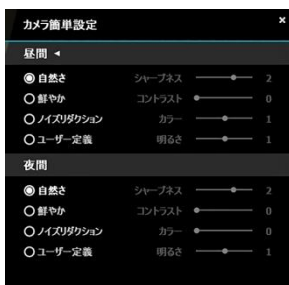 カメラ簡単設定 ×
昼間 ◂
自然さ シャープネス 2
鮮やか コントラスト 0
ノイズリダクション カラー 1
ユーザー定義 明るさ 1
夜間
自然さ シャープネス 2
鮮やか コントラスト 0
ノイズリダクション カラー 0
ユーザー定義 明るさ 1